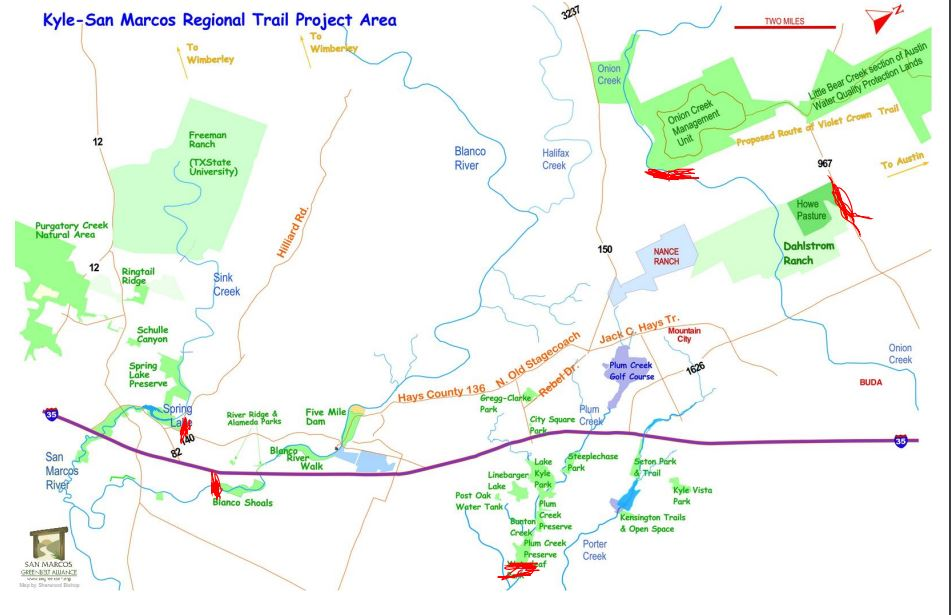 Kyle-San Marcos Regional Trail Project Area
3237
TWO MILES
N
To
Wimberley
To
Wimberley
Onion
Creek
Little Bear Creek section of Austin
Water Quality Protection Lands
Onion Creek
Management
Unit
Proposed Route of Violet Crown Trail
12
Freeman
Ranch
(TXState
University)
Blanco
River
Halifax
Creek
967
To Austin
Howe
Pasture
Purgatory Creek
Natural Area
Hilliard Rd.
150
NANCE
RANCH
Dahlstrom
Ranch
12
Ringtail
Ridge
Sink
Creek
Schulle
Canyon
Jack C. Hays Tr.
Mountain
City
N. Old Stagecoach
Onion
Creek
Spring
Lake
Preserve
Plum Creek
Golf Course
1626
BUDA
Rebel Dr.
Hays County 136
Gregg-Clarke
Park
Spring
35
River Ridge &
Alameda Parks
Five Mile
Dam
City Square
Park
Plum
Creek
82
35
San
Marcos
River
Blanco
River
Walk
Lake
Kyle
Park
Steeplechase
Park
Seton Park
& Trail
Linebarger
Lake
Kyle Vista
Park
Post Oak
Water Tank
Blanco Shoals
Plum
Creek
Preserve
Bunton
Creek
Kensington Trails
& Open Space
Plum Creek
Preserve
Porter
Creek
SAN MARCOS
GREENBELT ALLIANCE
Map by Sherwood Bishop